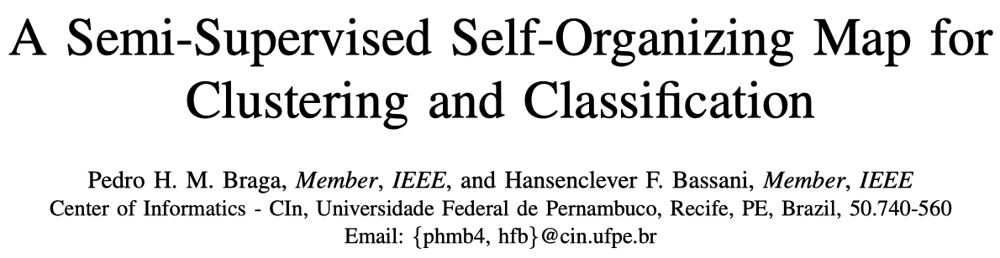 A Semi-Supervised Self-Organizing Map for
Clustering and Classification
Pedro H. M. Braga, Member, IEEE, and Hansenclever F. Bassani, Member, IEEE
Center of Informatics - CIn, Universidade Federal de Pernambuco, Recife, PE, Brazil, 50.740-560
Email: {phmb4, hfb}@cin.ufpe.br